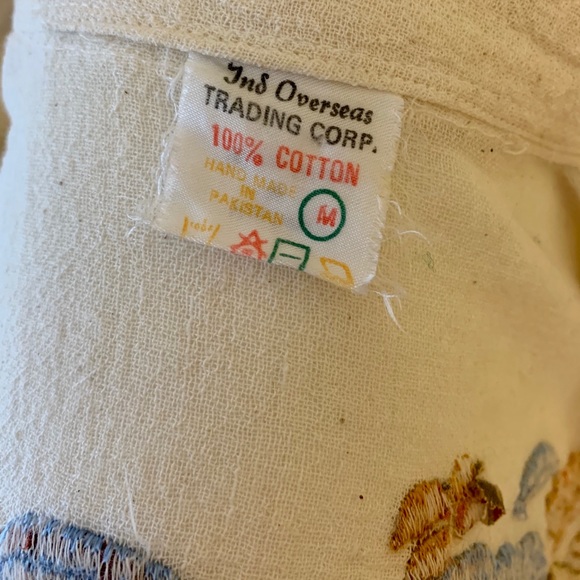 Ind Overseas
TRADING CORP.
100% COTTON
HAND MADE
IN
PAKISTAN
M